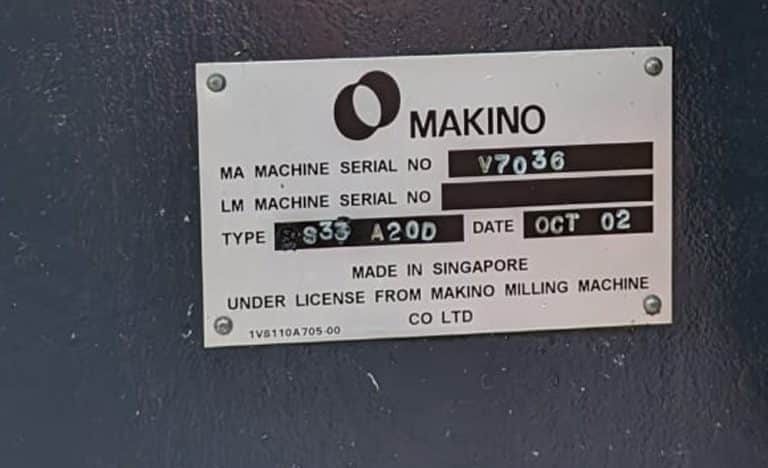 MAKINO
MA MACHINE SERIAL NO V7036
LM MACHINE SERIAL NO
TYPE S33 A20D DATE OCT 02
MADE IN SINGAPORE
UNDER LICENSE FROM MAKINO MILLING MACHINE
CO LTD
1VS110A705-00